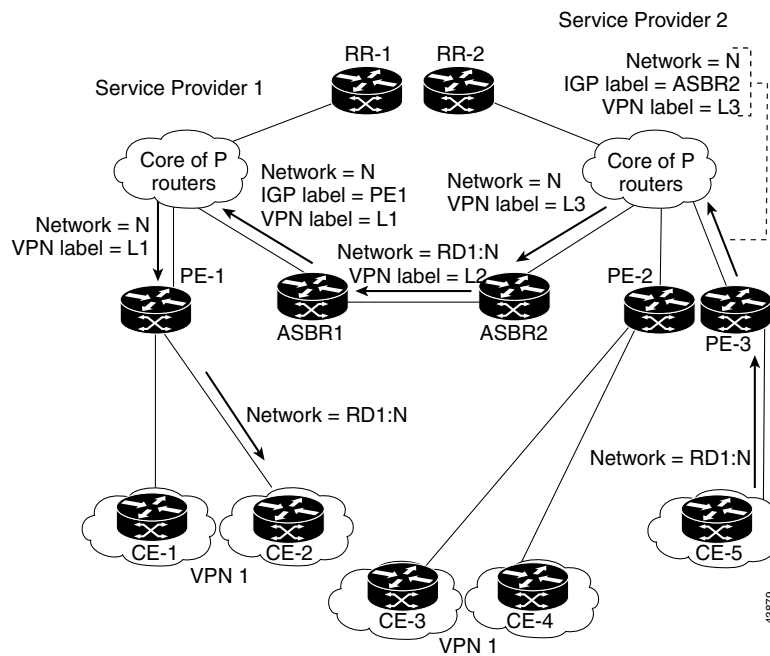 Service Provider 2
RR-1
RR-2
Service Provider 1
Network = N
IGP label = ASBR2
VPN label = L3
Core of P
routers
Network = N
IGP label = PE1
VPN label = L1
Network = N
VPN label = L3
Core of P
routers
Network = N
VPN label = L1
Network = RD1:N
VPN label = L2
PE-1
ASBR1
ASBR2
PE-2
PE-3
Network = RD1:N
Network = RD1:N
CE-1
CE-2
VPN 1
CE-3
CE-4
VPN 1
CE-5
43879